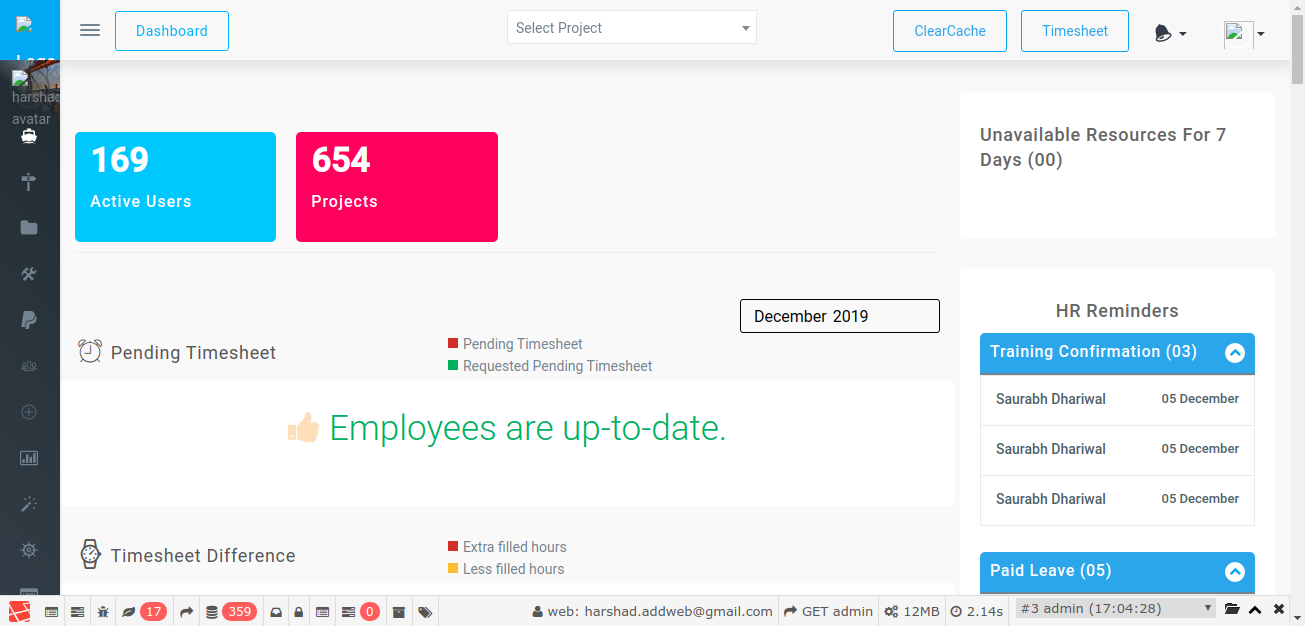 Dashboard
Select Project
ClearCache
Timesheet
harshad
avatar
169
Active Users
654
Projects
Unavailable Resources For 7
Days (00)
December 2019
Pending Timesheet
Pending Timesheet
Requested Pending Timesheet
Employees are up-to-date.
Timesheet Difference
Extra filled hours
Less filled hours
HR Reminders
Training Confirmation (03)
Saurabh Dhariwal 05 December
Saurabh Dhariwal 05 December
Saurabh Dhariwal 05 December
Paid Leave (05)
17
359
0
web: harshad.addweb@gmail.com
GET admin
12MB
2.14s
#3 admin (17:04:28)